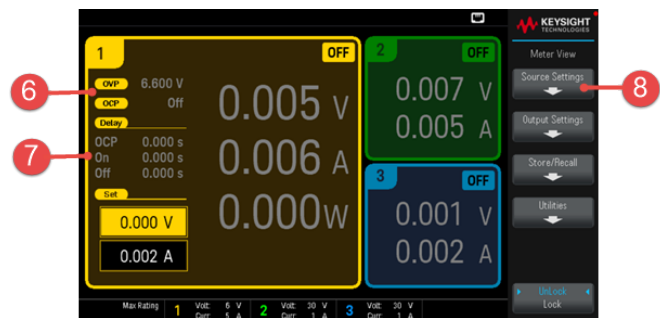 KEYSIGHT
TECHNOLOGIES
Meter View
1 OFF
OVP 6.600 V
OCP Off
Delay
OCP 0.000 s
On 0.000 s
Off 0.000 s
Set
0.000 V
0.002 A
0.005 V
0.006 A
0.000W
2 OFF
0.007 V
0.005 A
3 OFF
0.001 V
0.002 A
Source Settings
Output Settings
Store/Recall
Utilities
UnLock
Lock
6
7
8
Max Rating 1 Volt: 6 V 2 Volt: 30 V 3 Volt: 30 V
Curr: 5 A Curr: 1 A Curr: 1 A